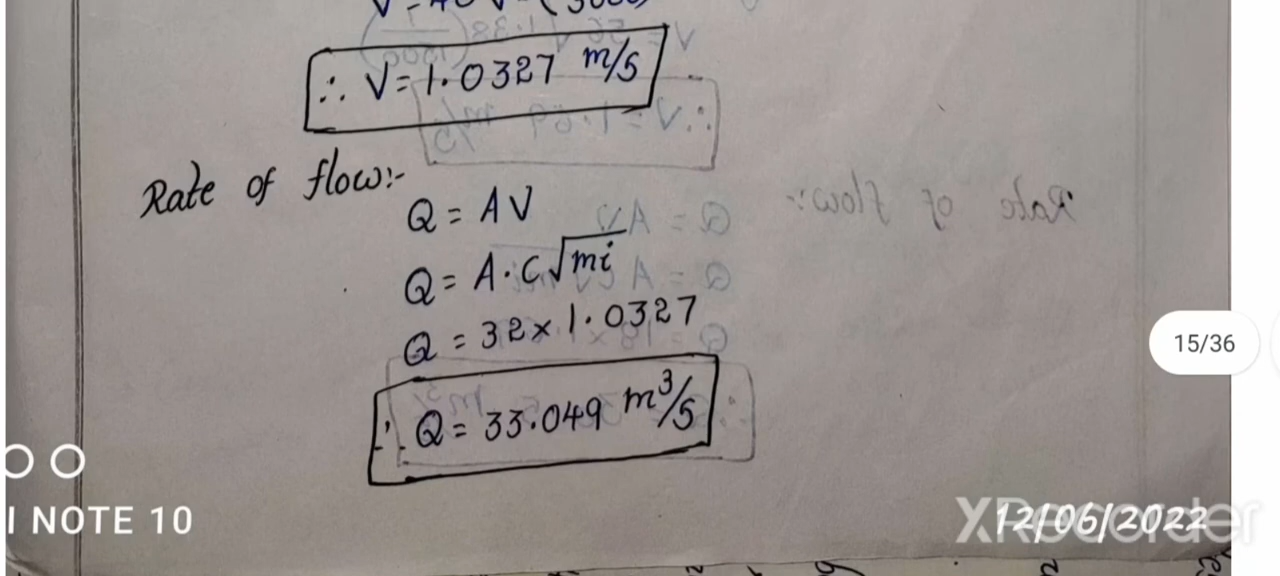 ∴ V = 1.0327 m/s
Rate of flow:-
Q = AV
Q = A·C√mi
Q = 32 × 1.0327
∴ Q = 33.049 m³/s
15/36
I NOTE 10
XRecorder
12/06/2022